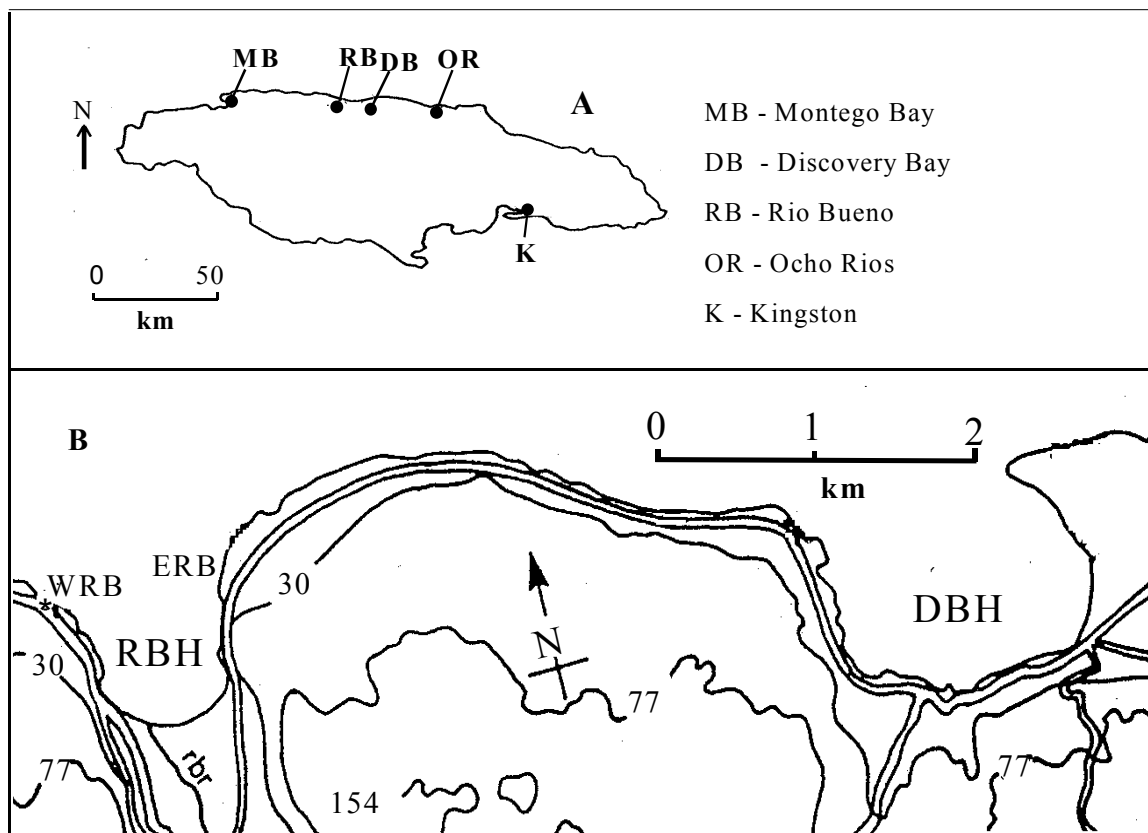 MB RB DB OR
A
N
K
0 50
km
MB - Montego Bay
DB - Discovery Bay
RB - Rio Bueno
OR - Ocho Rios
K - Kingston
B
0 1 2
km
WRB
ERB
30
RBH
30
N
DBH
77
rbr
77
77
154